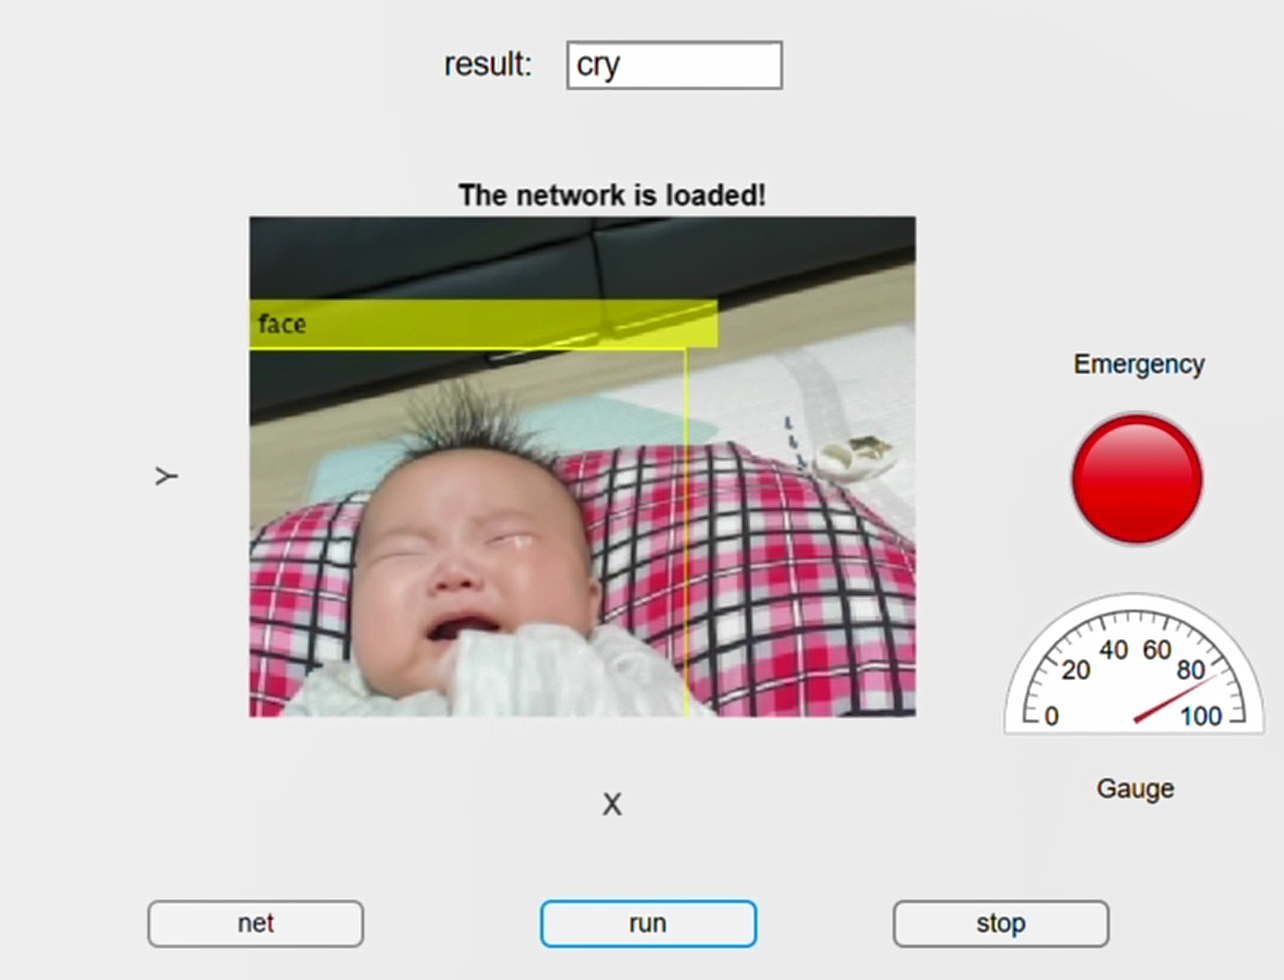 result: cry
The network is loaded!
face
Y
X
Emergency
0 20 40 60 80 100
Gauge
net run stop